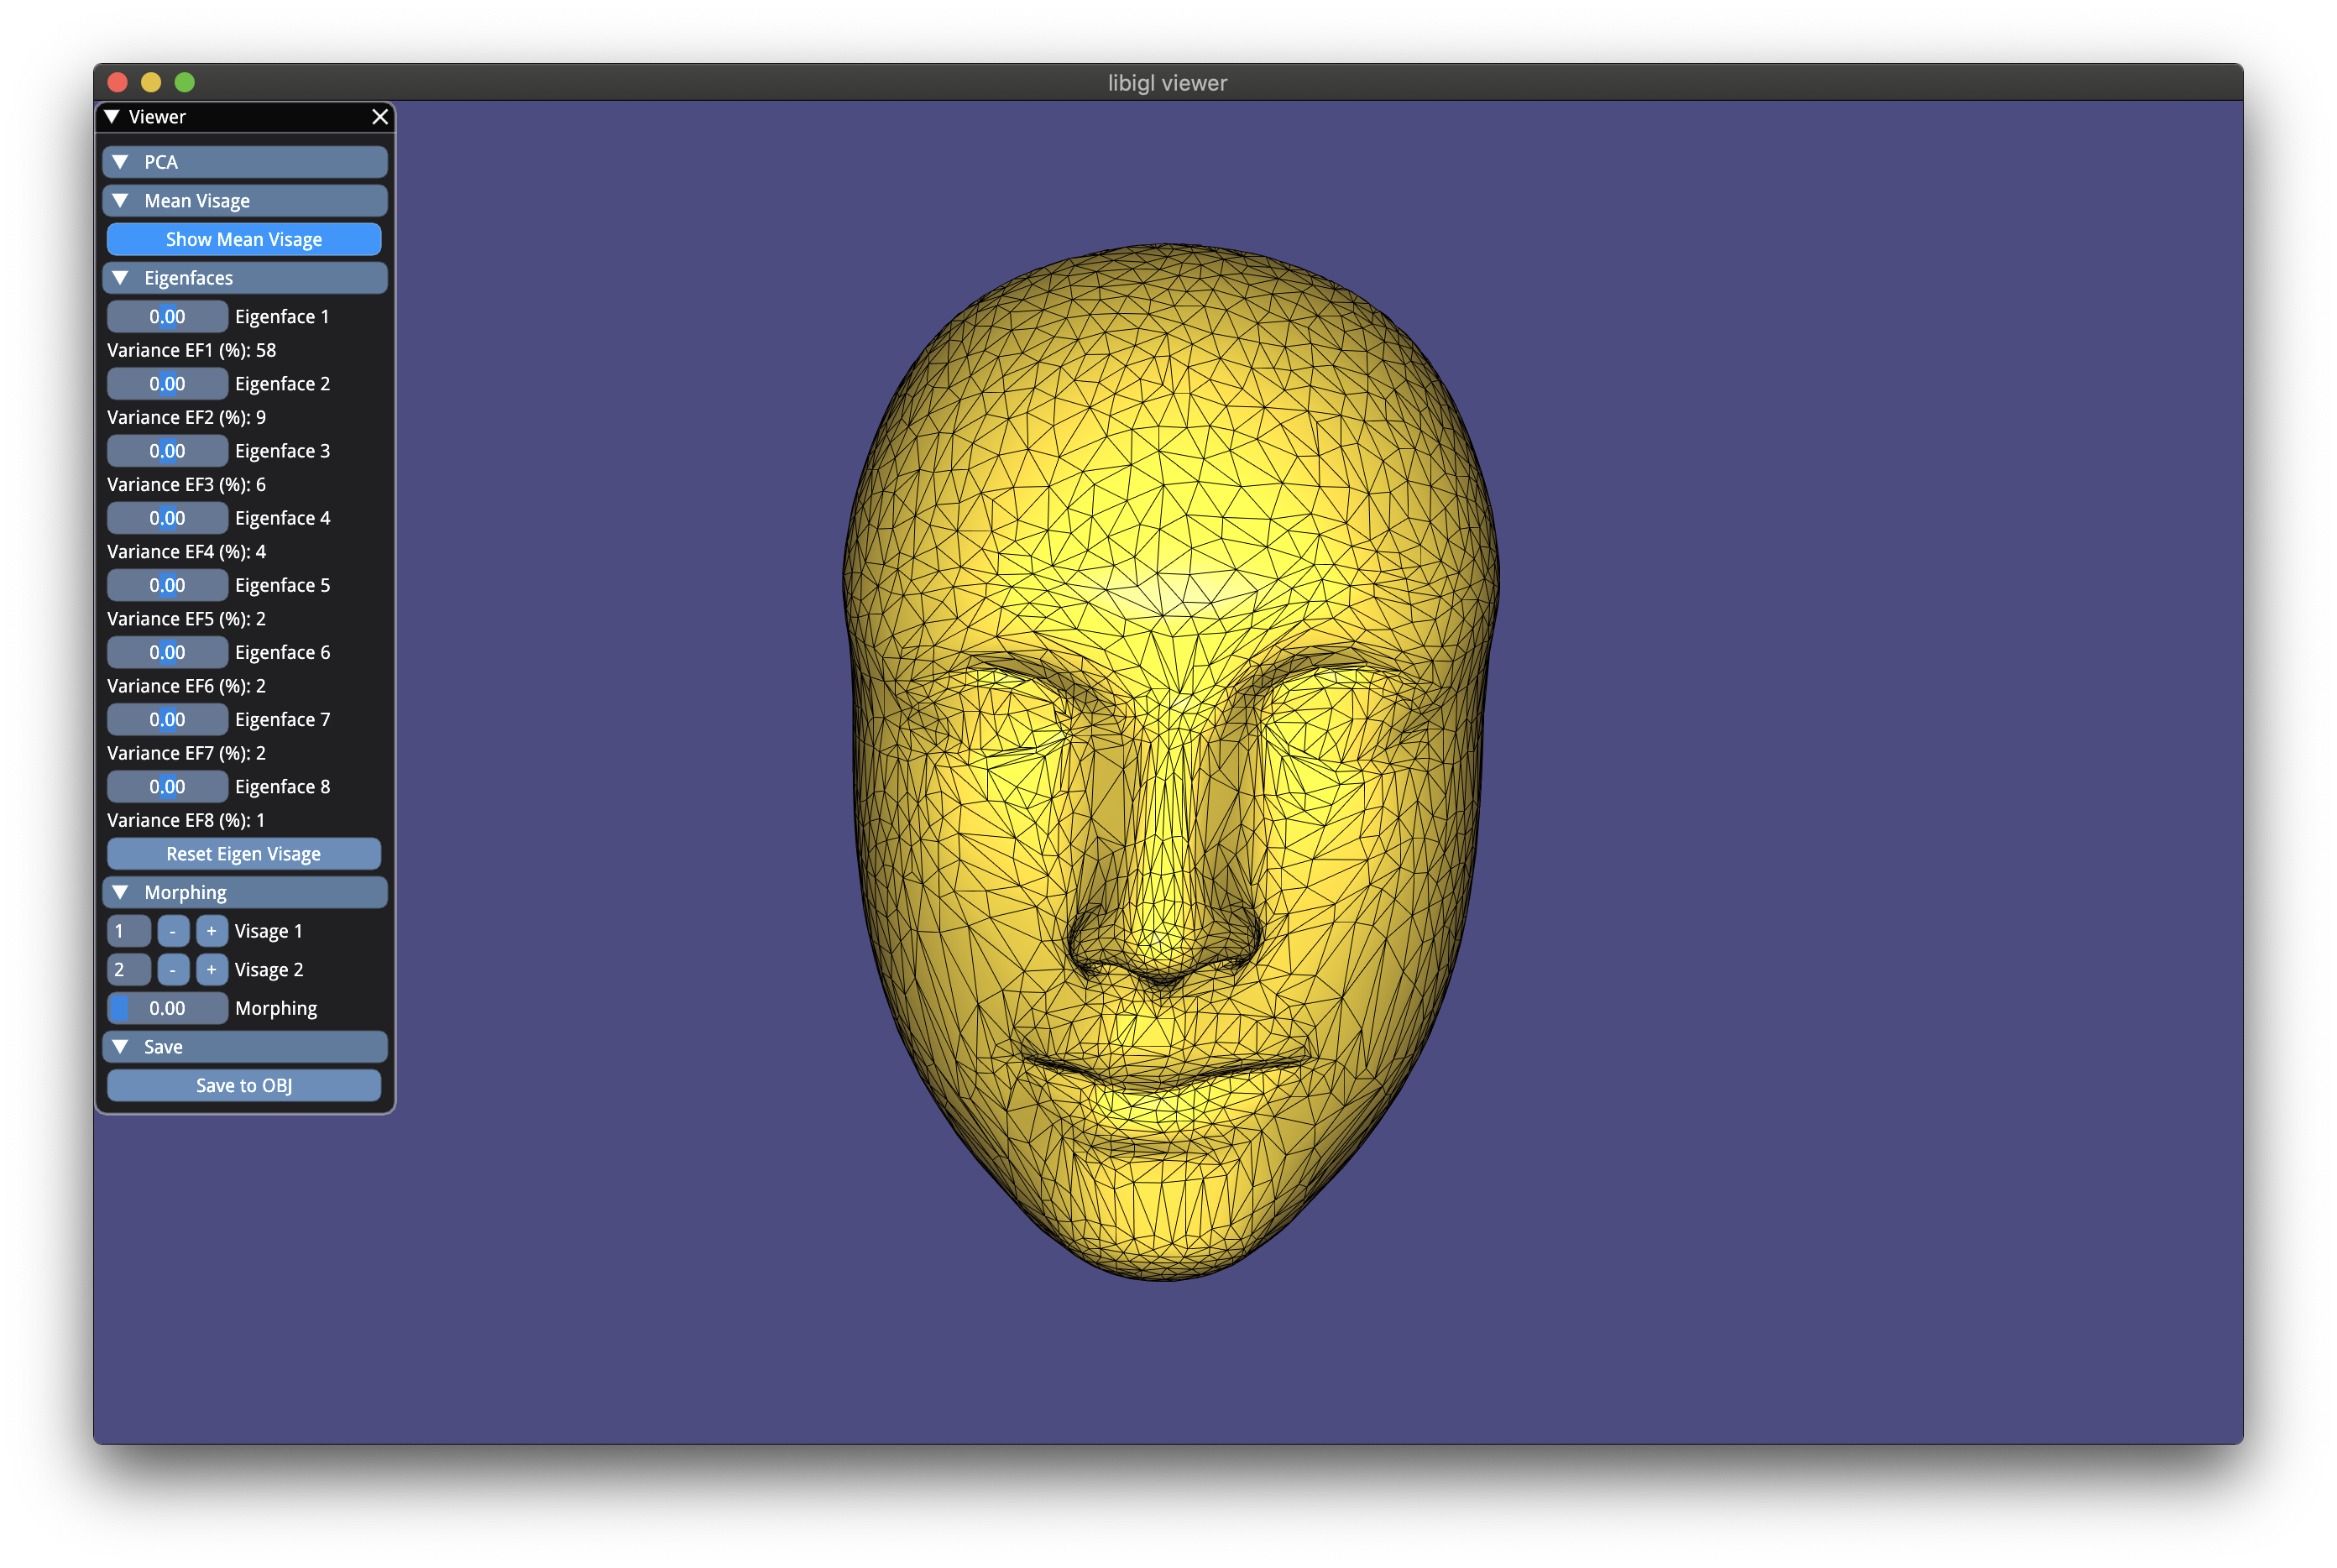 libigl viewer
Viewer
PCA
Mean Visage
Show Mean Visage
Eigenfaces
0.00 Eigenface 1
Variance EF1 (%): 58
0.00 Eigenface 2
Variance EF2 (%): 9
0.00 Eigenface 3
Variance EF3 (%): 6
0.00 Eigenface 4
Variance EF4 (%): 4
0.00 Eigenface 5
Variance EF5 (%): 2
0.00 Eigenface 6
Variance EF6 (%): 2
0.00 Eigenface 7
Variance EF7 (%): 2
0.00 Eigenface 8
Variance EF8 (%): 1
Reset Eigen Visage
Morphing
1 - + Visage 1
2 - + Visage 2
0.00 Morphing
Save
Save to OBJ